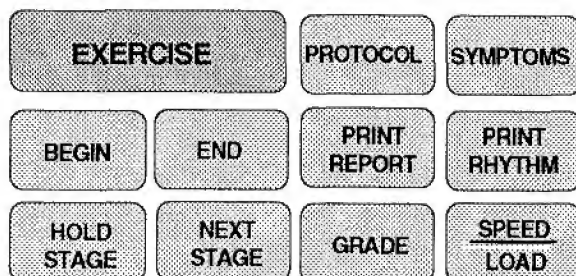 EXERCISE
PROTOCOL
SYMPTOMS
BEGIN
END
PRINT
REPORT
PRINT
RHYTHM
HOLD
STAGE
NEXT
STAGE
GRADE
SPEED
LOAD